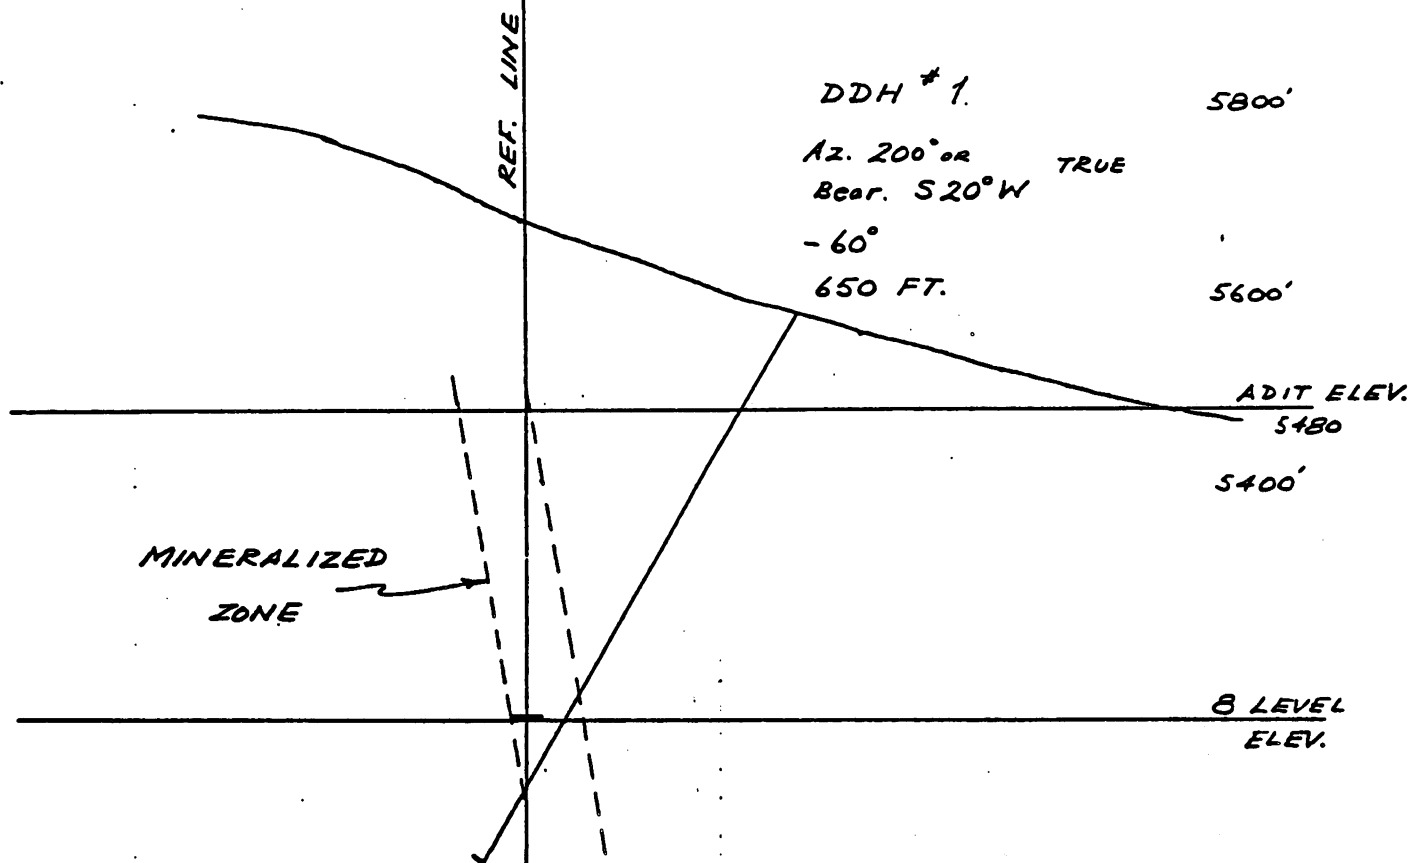 REF. LINE
DDH #1.
5800'
Az. 200° OR
TRUE
Bear. S20°W
-60°
650 FT.
5600'
ADIT ELEV.
5480
5400'
MINERALIZED
ZONE
8 LEVEL
ELEV.